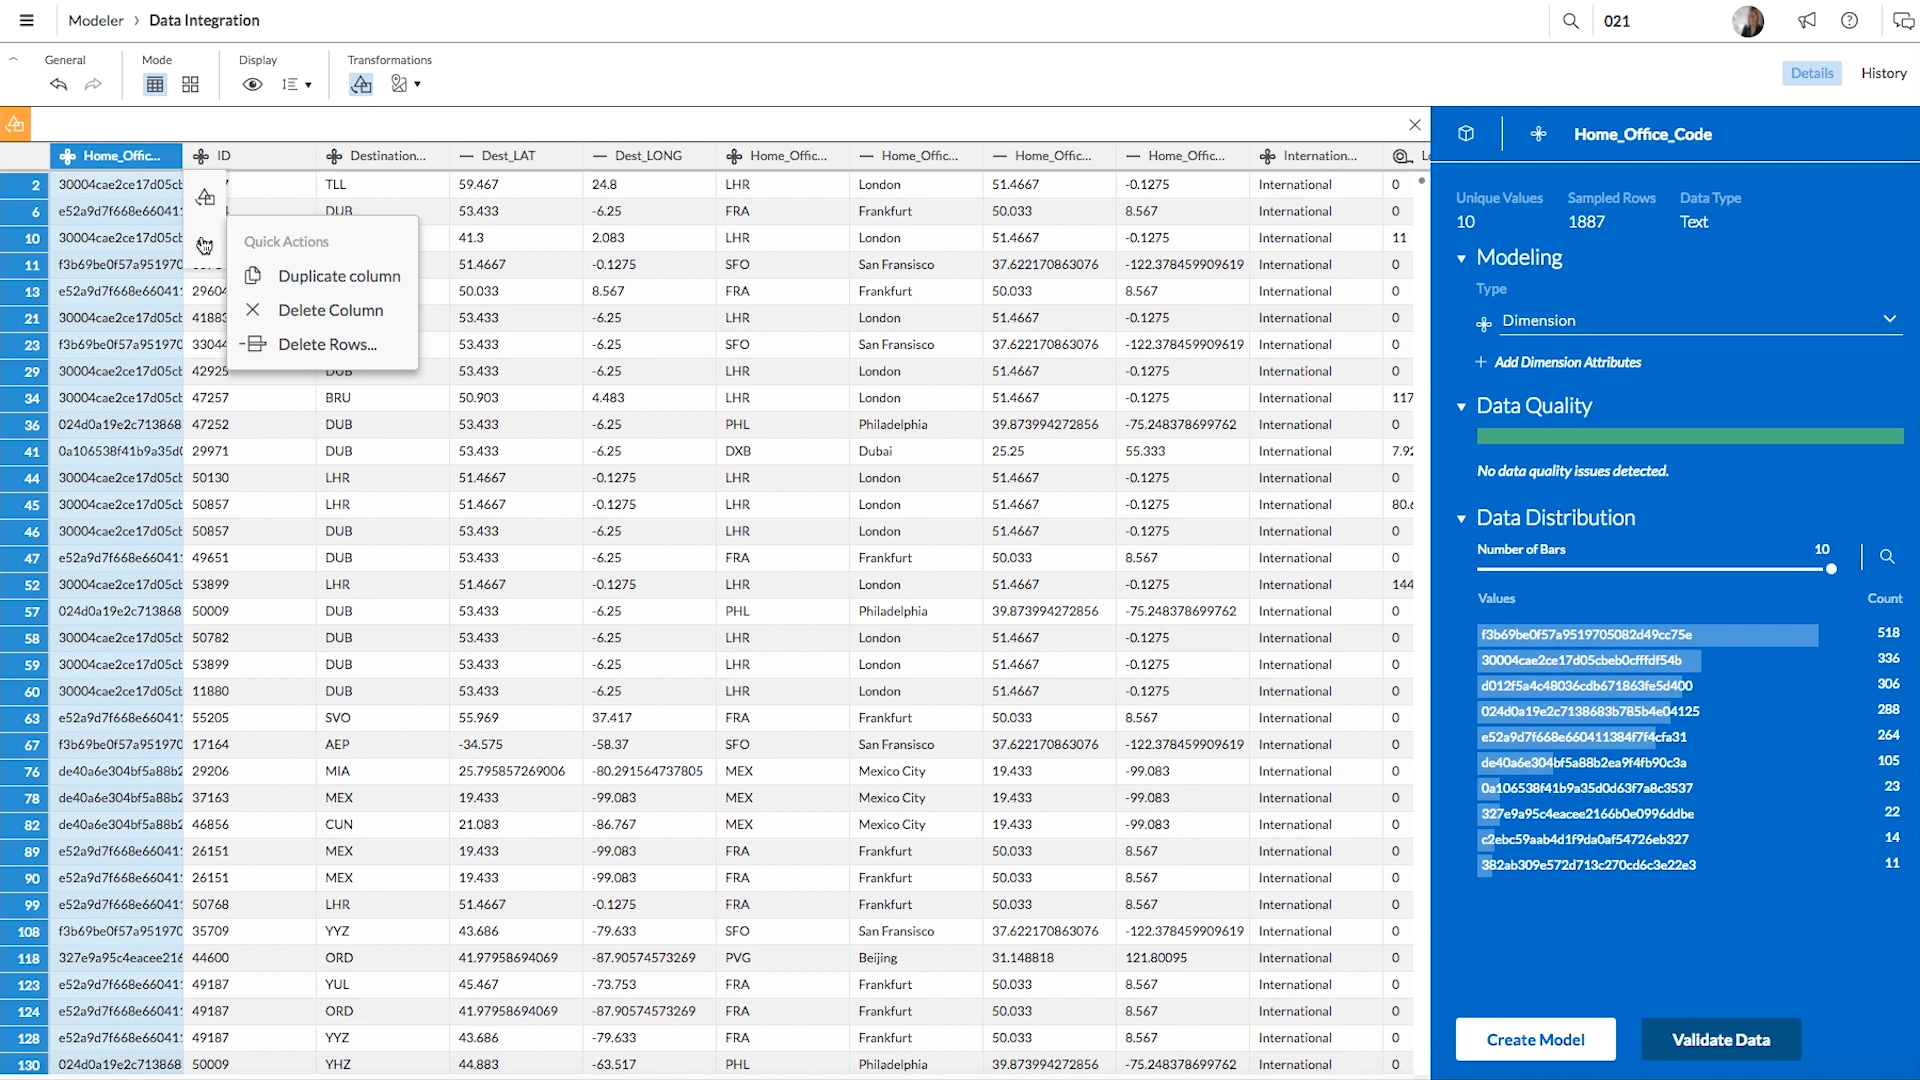 Modeler › Data Integration
021
General
Mode
Display
Transformations
Details
History
Home_Offic... ID Destination... Dest_LAT Dest_LONG Home_Offic... Home_Offic... Home_Offic... Home_Offic... Internation...
2 30004cae2ce17d05cb TLL 59.467 24.8 LHR London 51.4667 -0.1275 International 0
6 e52a9d7f668e66041 DUB 53.433 -6.25 FRA Frankfurt 50.033 8.567 International 0
10 30004cae2ce17d05cb 41.3 2.083 LHR London 51.4667 -0.1275 International 11
11 f3b69be0f57a951970 51.4667 -0.1275 SFO San Fransisco 37.622170863076 -122.378459909619 International 0
13 e52a9d7f668e66041 29604 50.033 8.567 FRA Frankfurt 50.033 8.567 International 0
21 30004cae2ce17d05cb 41883 53.433 -6.25 LHR London 51.4667 -0.1275 International 0
23 f3b69be0f57a951970 33044 53.433 -6.25 SFO San Fransisco 37.622170863076 -122.378459909619 International 0
29 30004cae2ce17d05cb 42925 DUB 53.433 -6.25 LHR London 51.4667 -0.1275 International 0
34 30004cae2ce17d05cb 47257 BRU 50.903 4.483 LHR London 51.4667 -0.1275 International 117
36 024d0a19e2c713868 47252 DUB 53.433 -6.25 PHL Philadelphia 39.873994272856 -75.248378699762 International 0
41 0a106538f41b9a35d0 29971 DUB 53.433 -6.25 DXB Dubai 25.25 55.333 International 7.92
44 30004cae2ce17d05cb 50130 LHR 51.4667 -0.1275 LHR London 51.4667 -0.1275 International 0
45 30004cae2ce17d05cb 50857 LHR 51.4667 -0.1275 LHR London 51.4667 -0.1275 International 80.6
46 30004cae2ce17d05cb 50857 DUB 53.433 -6.25 LHR London 51.4667 -0.1275 International 0
47 e52a9d7f668e66041 49651 DUB 53.433 -6.25 FRA Frankfurt 50.033 8.567 International 0
52 30004cae2ce17d05cb 53899 LHR 51.4667 -0.1275 LHR London 51.4667 -0.1275 International 144
57 024d0a19e2c713868 50009 DUB 53.433 -6.25 PHL Philadelphia 39.873994272856 -75.248378699762 International 0
58 30004cae2ce17d05cb 50782 DUB 53.433 -6.25 LHR London 51.4667 -0.1275 International 0
59 30004cae2ce17d05cb 53899 DUB 53.433 -6.25 LHR London 51.4667 -0.1275 International 0
60 30004cae2ce17d05cb 11880 DUB 53.433 -6.25 LHR London 51.4667 -0.1275 International 0
63 e52a9d7f668e66041 55205 SVO 55.969 37.417 FRA Frankfurt 50.033 8.567 International 0
67 f3b69be0f57a951970 17164 AEP -34.575 -58.37 SFO San Fransisco 37.622170863076 -122.378459909619 International 0
76 de40a6e304bf5a88b2 29206 MIA 25.795857269006 -80.291564737805 MEX Mexico City 19.433 -99.083 International 0
78 de40a6e304bf5a88b2 37163 MEX 19.433 -99.083 MEX Mexico City 19.433 -99.083 International 0
82 de40a6e304bf5a88b2 46856 CUN 21.083 -86.767 MEX Mexico City 19.433 -99.083 International 0
89 e52a9d7f668e66041 26151 MEX 19.433 -99.083 FRA Frankfurt 50.033 8.567 International 0
90 e52a9d7f668e66041 26151 MEX 19.433 -99.083 FRA Frankfurt 50.033 8.567 International 0
99 e52a9d7f668e66041 50768 LHR 51.4667 -0.1275 FRA Frankfurt 50.033 8.567 International 0
108 f3b69be0f57a951970 35709 YYZ 43.686 -79.633 SFO San Fransisco 37.622170863076 -122.378459909619 International 0
118 327e9a95c4eacee216 44600 ORD 41.97958694069 -87.90574573269 PVG Beijing 31.148818 121.80095 International 0
123 e52a9d7f668e66041 49187 YUL 45.467 -73.753 FRA Frankfurt 50.033 8.567 International 0
124 e52a9d7f668e66041 49187 ORD 41.97958694069 -87.90574573269 FRA Frankfurt 50.033 8.567 International 0
128 e52a9d7f668e66041 49187 YYZ 43.686 -79.633 FRA Frankfurt 50.033 8.567 International 0
130 024d0a19e2c713868 50009 YHZ 44.883 -63.517 PHL Philadelphia 39.873994272856 -75.248378699762 International 0
Quick Actions
Duplicate column
Delete Column
Delete Rows...
Home_Office_Code
Unique Values Sampled Rows Data Type
10 1887 Text
Modeling
Type
Dimension
+ Add Dimension Attributes
Data Quality
No data quality issues detected.
Data Distribution
Number of Bars 10
Values Count
f3b69be0f57a9519705082d49cc75e 518
30004cae2ce17d05cbeb0cfffdf54b 336
d012f5a4c48036cdb671863fe5d400 306
024d0a19e2c7138683b785b4e04125 288
e52a9d7f668e660411384f7f4cfa31 264
de40a6e304bf5a88b2ea9f4fb90c3a 105
0a106538f41b9a35d0d63f7a8c3537 23
327e9a95c4eacee2166b0e0996ddbe 22
c2ebc59aab4d1f9da0af54726eb327 14
382ab309e572d713c270cd6c3e22e3 11
Create Model
Validate Data